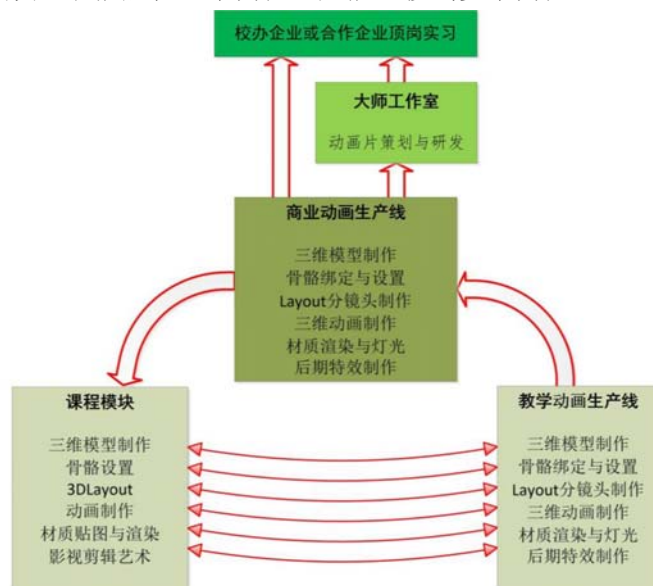 校办企业或合作企业顶岗实习
大师工作室
动画片策划与研发
商业动画生产线
三维模型制作
骨骼绑定与设置
Layout分镜头制作
三维动画制作
材质渲染与灯光
后期特效制作
课程模块
三维模型制作
骨骼设置
3DLayout
动画制作
材质贴图与渲染
影视剪辑艺术
教学动画生产线
三维模型制作
骨骼绑定与设置
Layout分镜头制作
三维动画制作
材质渲染与灯光
后期特效制作